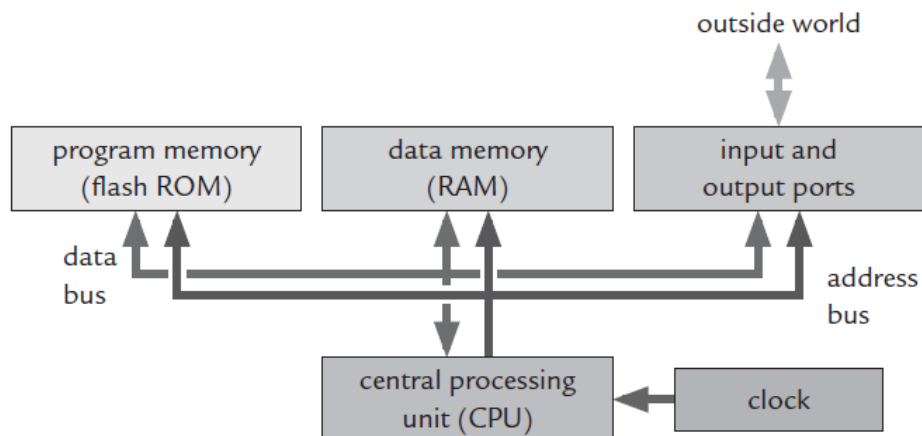 outside world
program memory
(flash ROM)
data memory
(RAM)
input and
output ports
data
bus
address
bus
central processing
unit (CPU)
clock